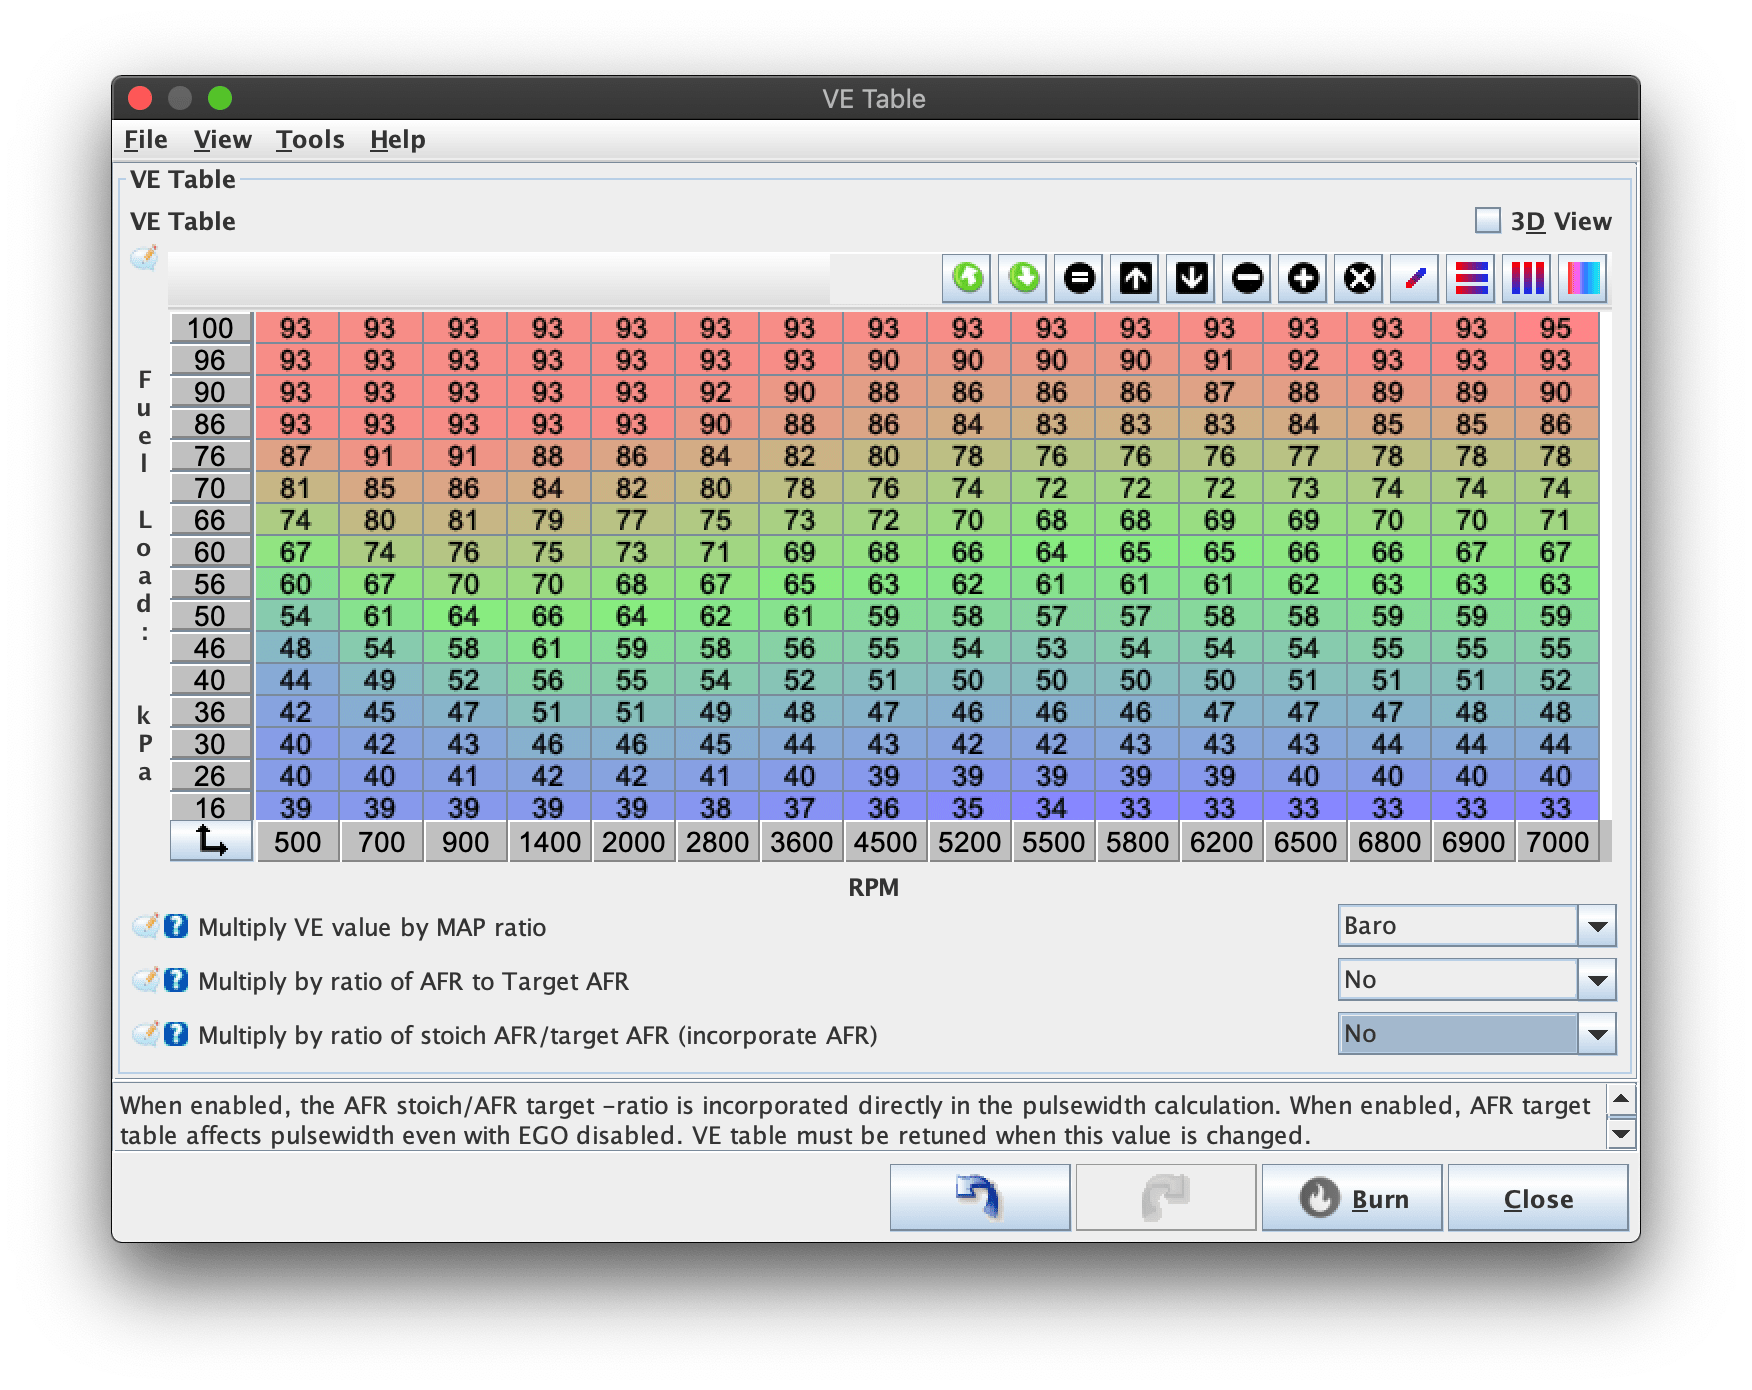 VE Table
File View Tools Help
VE Table
VE Table
3D View
Fuel Load: kPa
100 93 93 93 93 93 93 93 93 93 93 93 93 93 93 93 95
96 93 93 93 93 93 93 93 90 90 90 90 91 92 93 93 93
90 93 93 93 93 93 92 90 88 86 86 86 87 88 89 89 90
86 93 93 93 93 93 90 88 86 84 83 83 83 84 85 85 86
76 87 91 91 88 86 84 82 80 78 76 76 76 77 78 78 78
70 81 85 86 84 82 80 78 76 74 72 72 72 73 74 74 74
66 74 80 81 79 77 75 73 72 70 68 68 69 69 70 70 71
60 67 74 76 75 73 71 69 68 66 64 65 65 66 66 67 67
56 60 67 70 70 68 67 65 63 62 61 61 61 62 63 63 63
50 54 61 64 66 64 62 61 59 58 57 57 58 58 59 59 59
46 48 54 58 61 59 58 56 55 54 53 54 54 54 55 55 55
40 44 49 52 56 55 54 52 51 50 50 50 50 51 51 51 52
36 42 45 47 51 51 49 48 47 46 46 46 47 47 47 48 48
30 40 42 43 46 46 45 44 43 42 42 43 43 43 44 44 44
26 40 40 41 42 42 41 40 39 39 39 39 39 40 40 40 40
16 39 39 39 39 39 38 37 36 35 34 33 33 33 33 33 33
500 700 900 1400 2000 2800 3600 4500 5200 5500 5800 6200 6500 6800 6900 7000
RPM
Multiply VE value by MAP ratio Baro
Multiply by ratio of AFR to Target AFR No
Multiply by ratio of stoich AFR/target AFR (incorporate AFR) No
When enabled, the AFR stoich/AFR target -ratio is incorporated directly in the pulsewidth calculation. When enabled, AFR target
table affects pulsewidth even with EGO disabled. VE table must be retuned when this value is changed.
Burn Close